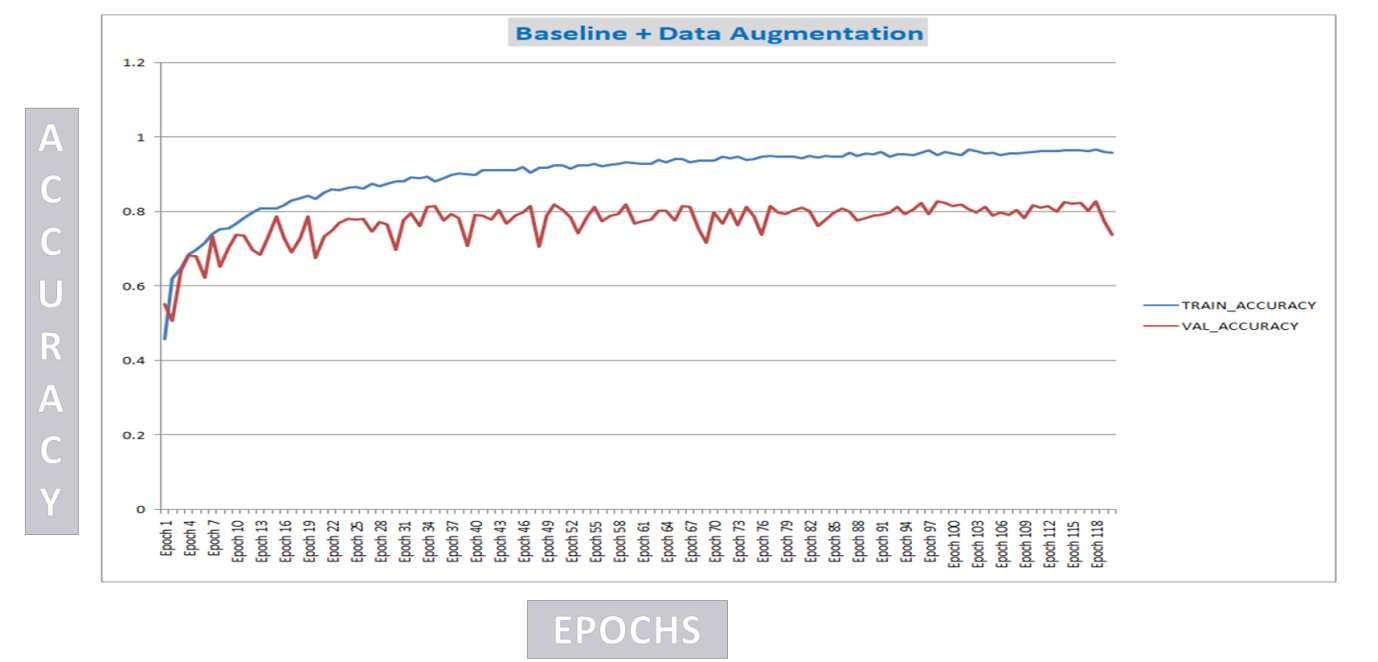 Baseline + Data Augmentation
ACCURACY
1.2
1
0.8
0.6
0.4
0.2
0
TRAIN_ACCURACY
VAL_ACCURACY
Epoch 1
Epoch 4
Epoch 7
Epoch 10
Epoch 13
Epoch 16
Epoch 19
Epoch 22
Epoch 25
Epoch 28
Epoch 31
Epoch 34
Epoch 37
Epoch 40
Epoch 43
Epoch 46
Epoch 49
Epoch 52
Epoch 55
Epoch 58
Epoch 61
Epoch 64
Epoch 67
Epoch 70
Epoch 73
Epoch 76
Epoch 79
Epoch 82
Epoch 85
Epoch 88
Epoch 91
Epoch 94
Epoch 97
Epoch 100
Epoch 103
Epoch 106
Epoch 109
Epoch 112
Epoch 115
Epoch 118
EPOCHS